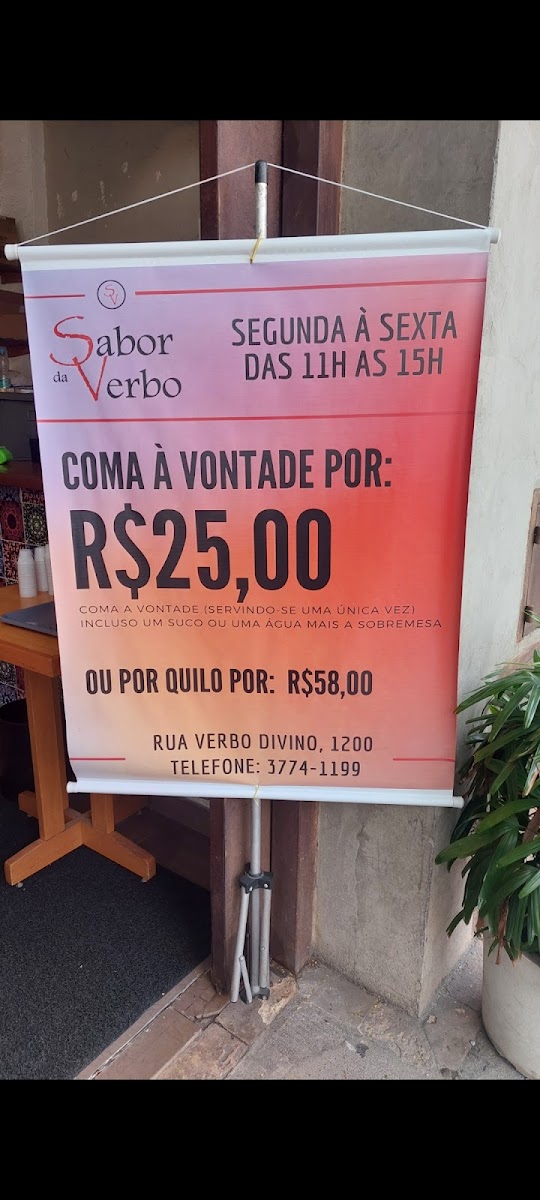 SV
Sabor
da Verbo
SEGUNDA À SEXTA
DAS 11H AS 15H
COMA À VONTADE POR:
R$25,00
COMA A VONTADE (SERVINDO-SE UMA ÚNICA VEZ)
INCLUSO UM SUCO OU UMA ÁGUA MAIS A SOBREMESA
OU POR QUILO POR: R$58,00
RUA VERBO DIVINO, 1200
TELEFONE: 3774-1199